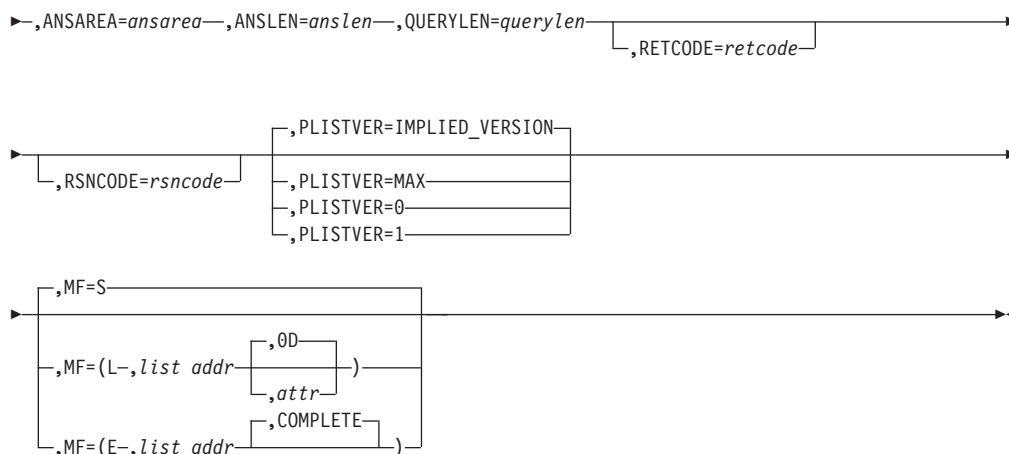 ,ANSAREA=ansarea ,ANSLEN=anslen ,QUERYLEN=querylen
,RETCODE=retcode
,PLISTVER=IMPLIED_VERSION
,RSNCODE=rsncode
,PLISTVER=MAX
,PLISTVER=0
,PLISTVER=1
,MF=S
,0D
,MF=(L ,list addr )
,attr
,COMPLETE
,MF=(E ,list addr )